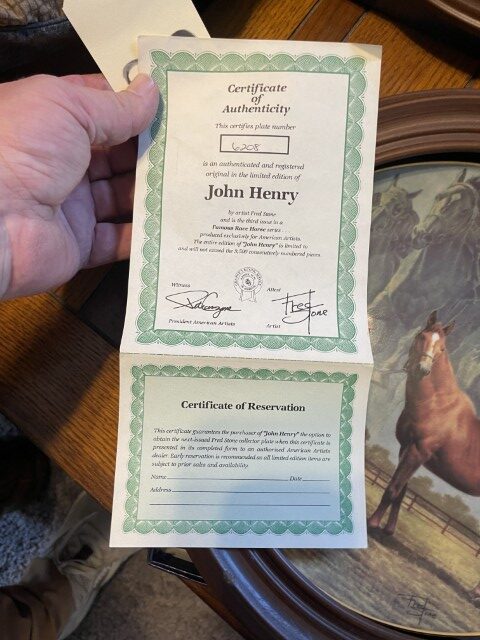 Certificate
of
Authenticity
This certifies plate number
6208
is an authenticated and registered
original in the limited edition of
John Henry
by artist Fred Stone
and is the third issue in a
Famous Race Horse series
produced exclusively for American Artists.
The entire edition of "John Henry" is limited to
and will not exceed the 9,500 consecutively numbered pieces.
Witness
Attest
Fred
Stone
President American Artists
Artist
Certificate of Reservation
This certificate guarantees the purchaser of "John Henry" the option to
obtain the next-issued Fred Stone collector plate when this certificate is
presented in its completed form to an authorized American Artists
dealer. Early reservation is recommended as all limited edition items are
subject to prior sales and availability.
Name Date
Address
Fred
Stone